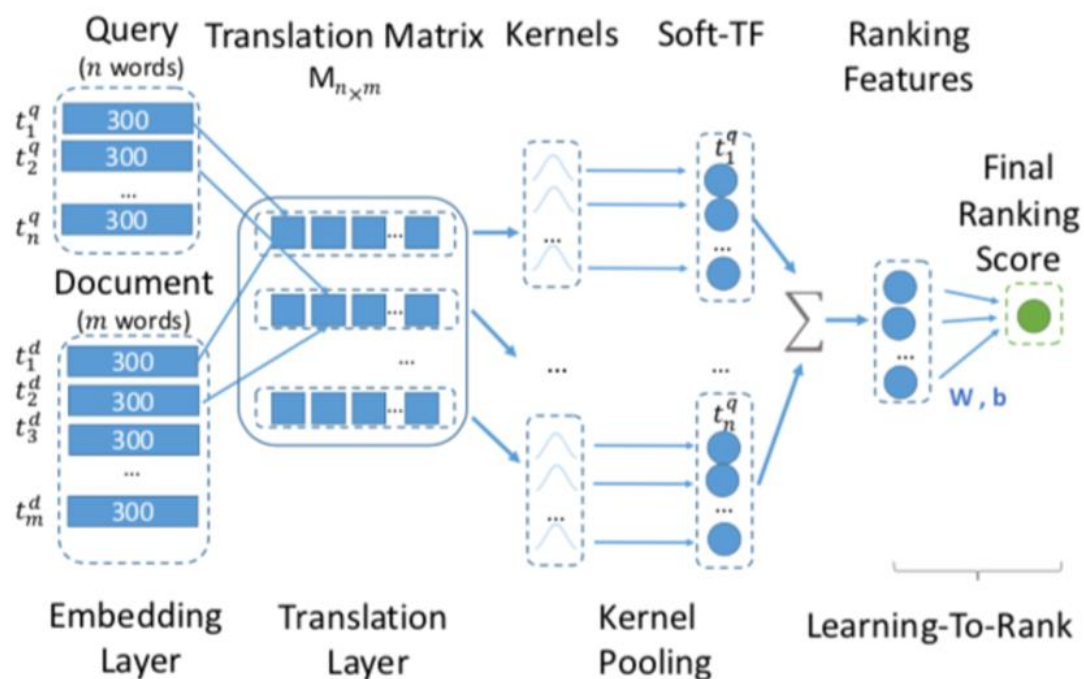 Query
(n words)
t_1^q
300
t_2^q
300
...
t_n^q
300
Document
(m words)
t_1^d
300
t_2^d
300
t_3^d
300
...
t_m^d
300
Embedding
Layer
Translation Matrix
M_{n×m}
...
...
...
...
Translation
Layer
Kernels
...
...
...
Soft-TF
t_1^q
...
...
t_n^q
...
Kernel
Pooling
Σ
Ranking
Features
...
W , b
Final
Ranking
Score
Learning-To-Rank